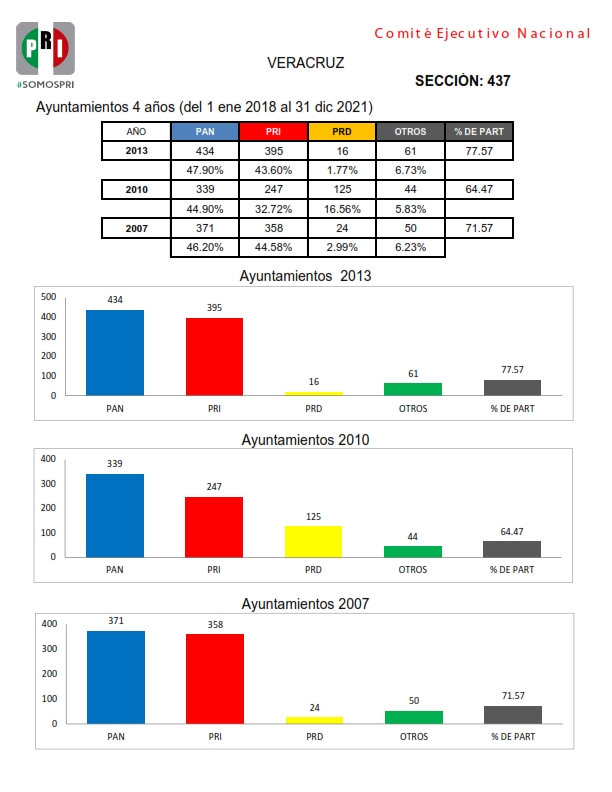 Comité Ejecutivo Nacional
PRI
#SOMOSPRI
VERACRUZ
SECCIÓN: 437
Ayuntamientos 4 años (del 1 ene 2018 al 31 dic 2021)
AÑO PAN PRI PRD OTROS % DE PART
2013 434 395 16 61 77.57
47.90% 43.60% 1.77% 6.73%
2010 339 247 125 44 64.47
44.90% 32.72% 16.56% 5.83%
2007 371 358 24 50 71.57
46.20% 44.58% 2.99% 6.23%
Ayuntamientos 2013
500
400
300
200
100
0
434 395 16 61 77.57
PAN PRI PRD OTROS % DE PART
Ayuntamientos 2010
400
300
200
100
0
339 247 125 44 64.47
PAN PRI PRD OTROS % DE PART
Ayuntamientos 2007
400
300
200
100
0
371 358 24 50 71.57
PAN PRI PRD OTROS % DE PART